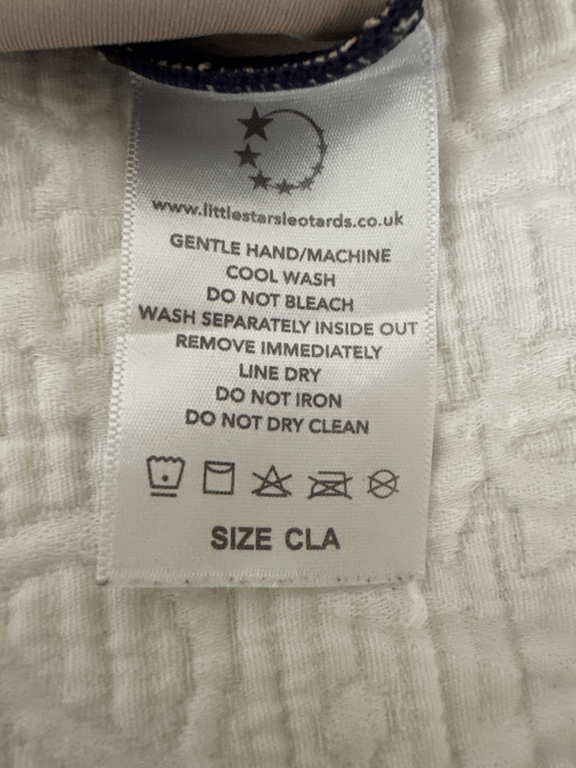 www.littlestarsleotards.co.uk
GENTLE HAND/MACHINE
COOL WASH
DO NOT BLEACH
WASH SEPARATELY INSIDE OUT
REMOVE IMMEDIATELY
LINE DRY
DO NOT IRON
DO NOT DRY CLEAN
SIZE CLA